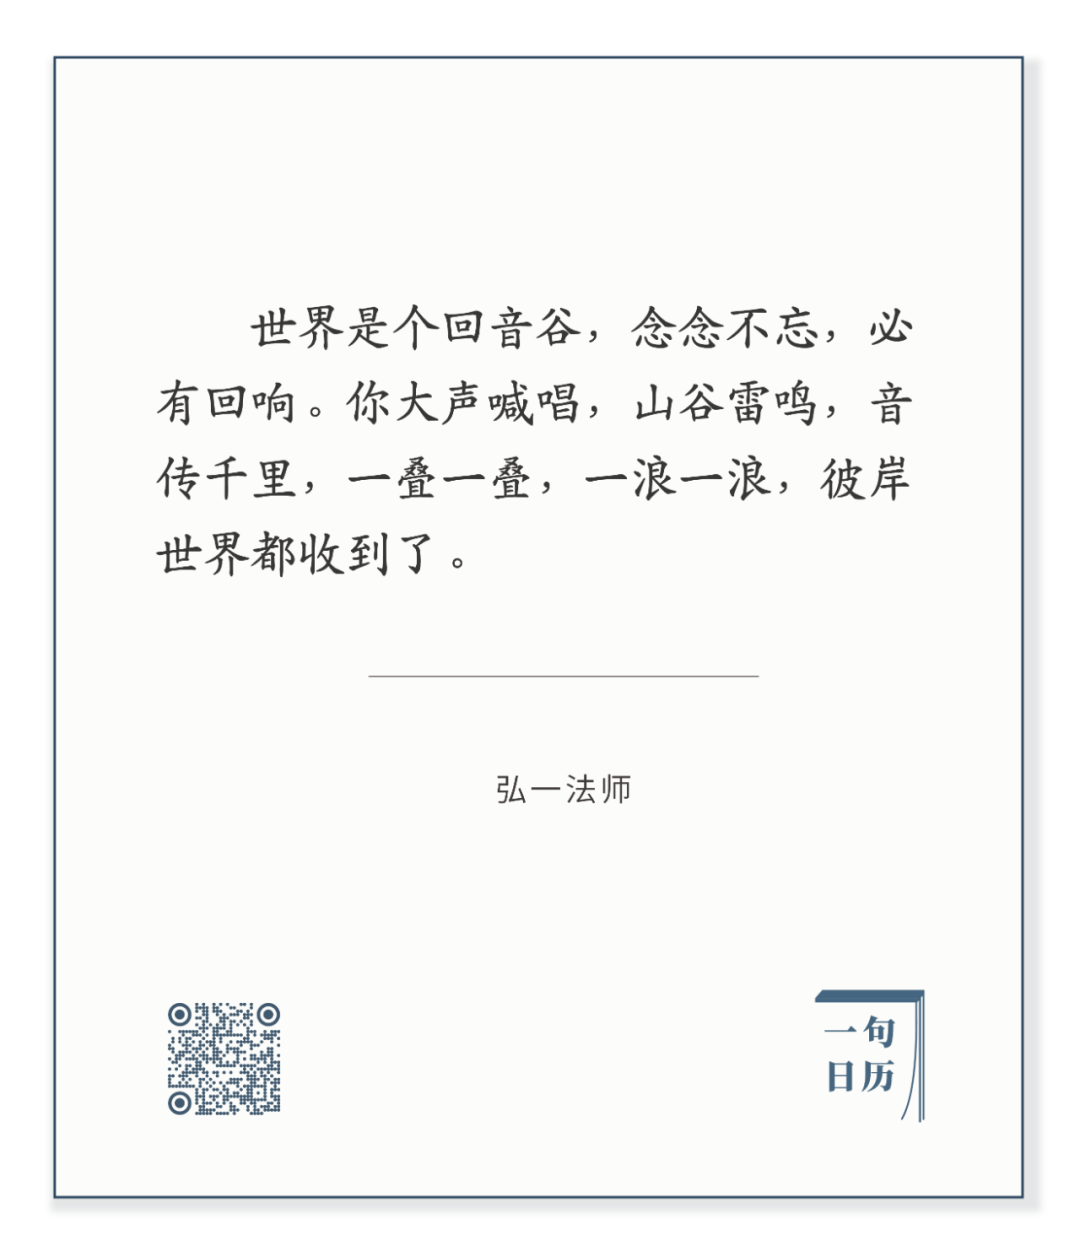 世界是个回音谷，念念不忘，必
有回响。你大声喊唱，山谷雷鸣，音
传千里，一叠一叠，一浪一浪，彼岸
世界都收到了。
弘一法师
一句
日历